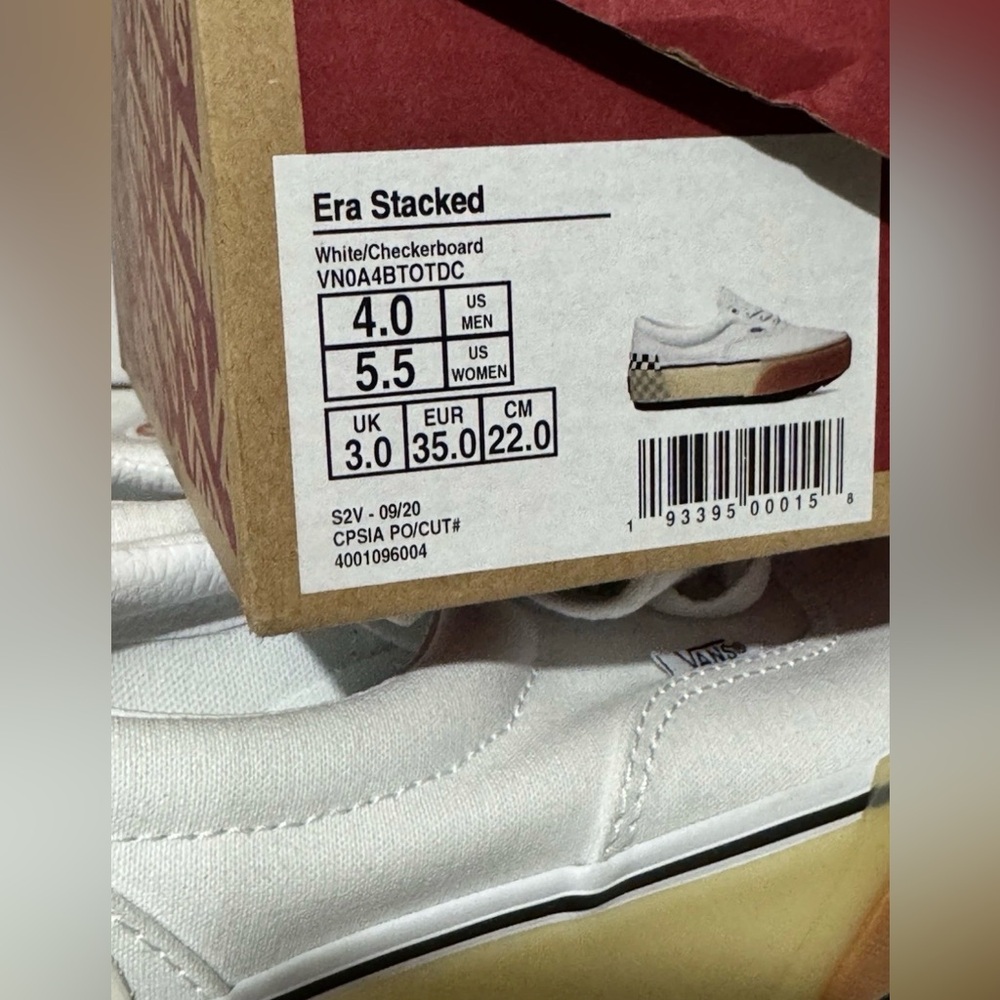 Era Stacked
White/Checkerboard
VN0A4BTOTDC
4.0 US MEN
5.5 US WOMEN
UK EUR CM
3.0 35.0 22.0
S2V - 09/20
CPSIA PO/CUT#
4001096004
1 93395 00015 8
VANS